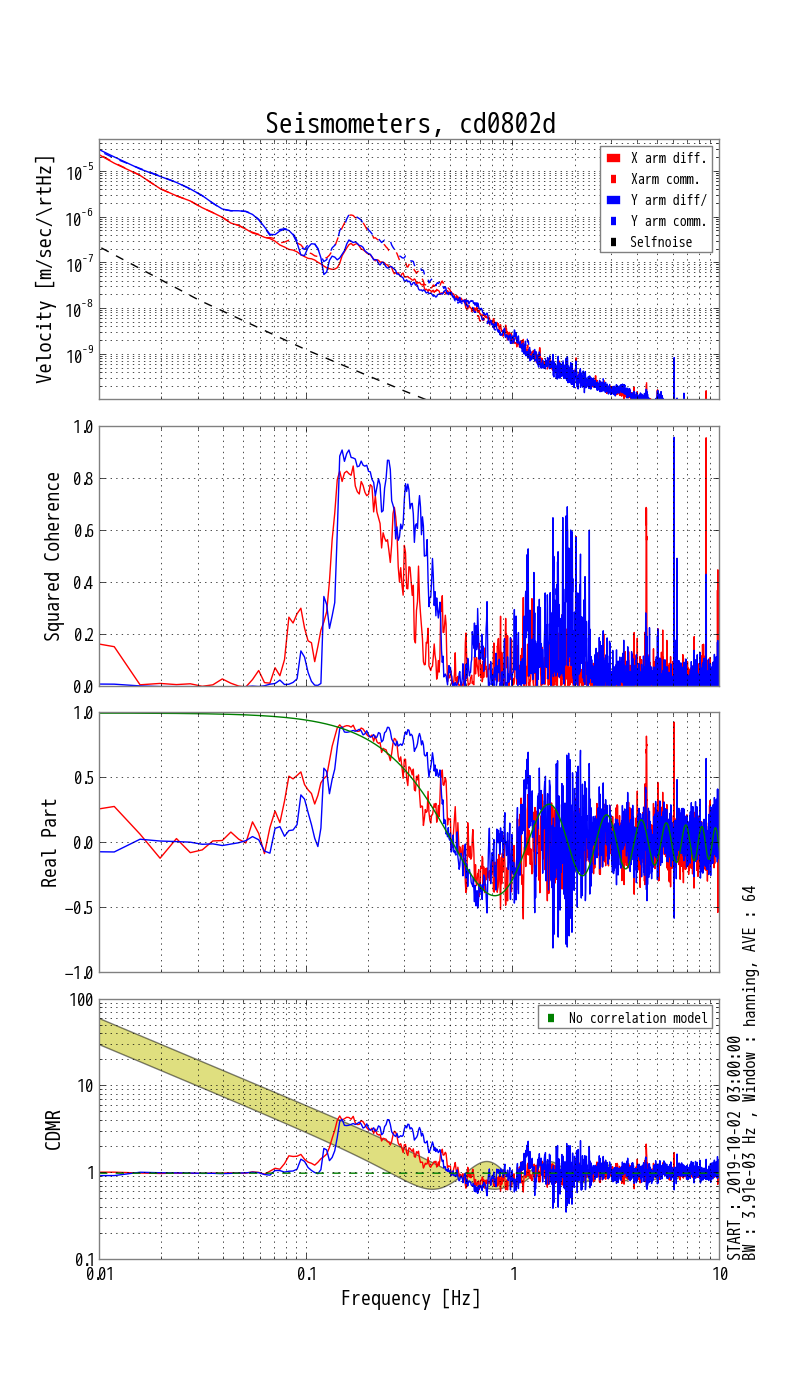 Seismometers, cd0802d
Velocity [m/sec/\rtHz]
10^-5
10^-6
10^-7
10^-8
10^-9
X arm diff.
Xarm comm.
Y arm diff/
Y arm comm.
Selfnoise
Squared Coherence
1.0
0.8
0.6
0.4
0.2
0.0
Real Part
1.0
0.5
0.0
−0.5
−1.0
CDMR
100
10
1
0.1
No correlation model
0.01
0.1
1
10
Frequency [Hz]
START : 2019-10-02 03:00:00
BW : 3.91e-03 Hz , Window : hanning, AVE : 64